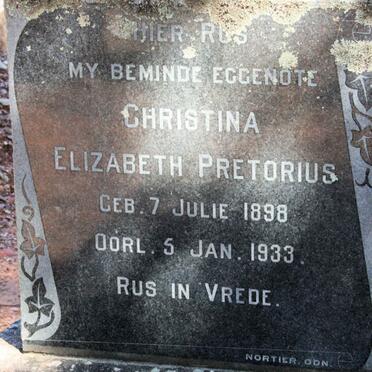 HIER RUS
MY BEMINDE EGGENOTE
CHRISTINA
ELIZABETH PRETORIUS
GEB. 7 JULIE 1898
OORL. 5 JAN. 1933.
RUS IN VREDE.
NORTIER. ODN.